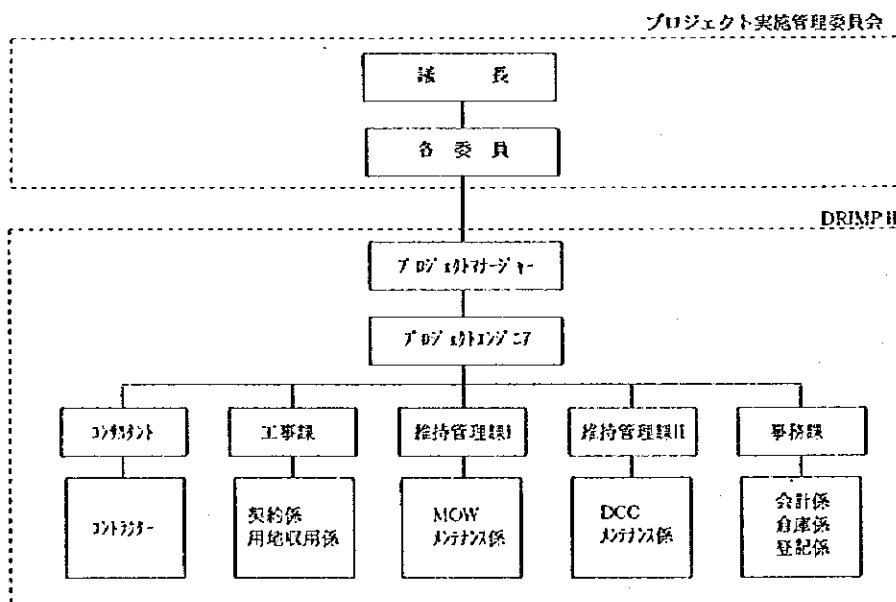 プロジェクト実施管理委員会
議 長
各 委 員
DRIMP II
プロジェクトマナージャー
プロジェクトエンジニア
コンサルタント
工事課
維持管理課I
維持管理課II
事務課
コントラクター
契約係
用地収用係
MOW
メンテナンス係
DCC
メンテナンス係
会計係
倉庫係
登記係